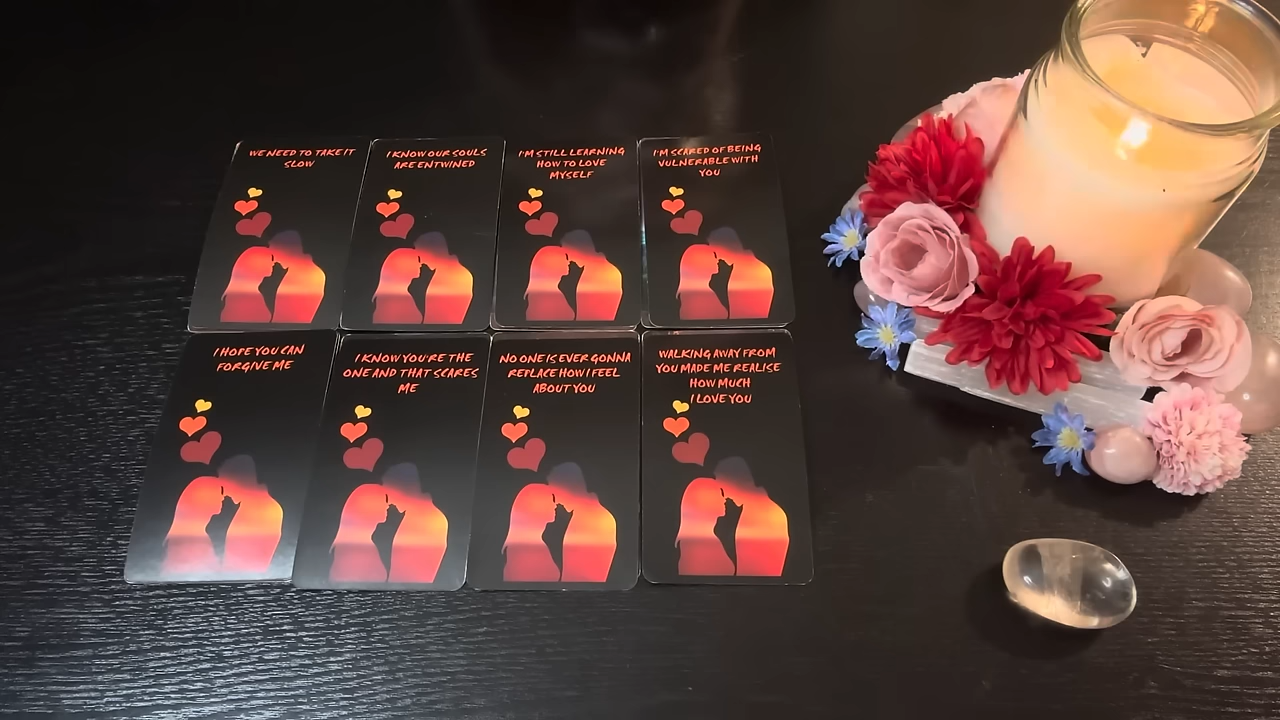 WE NEED TO TAKE IT
SLOW
I KNOW OUR SOULS
ARE ENTWINED
I'M STILL LEARNING
HOW TO LOVE
MYSELF
I'M SCARED OF BEING
VULNERABLE WITH
YOU
I HOPE YOU CAN
FORGIVE ME
I KNOW YOU'RE THE
ONE AND THAT SCARES
ME
NO ONE IS EVER GONNA
REPLACE HOW I FEEL
ABOUT YOU
WALKING AWAY FROM
YOU MADE ME REALISE
HOW MUCH
I LOVE YOU